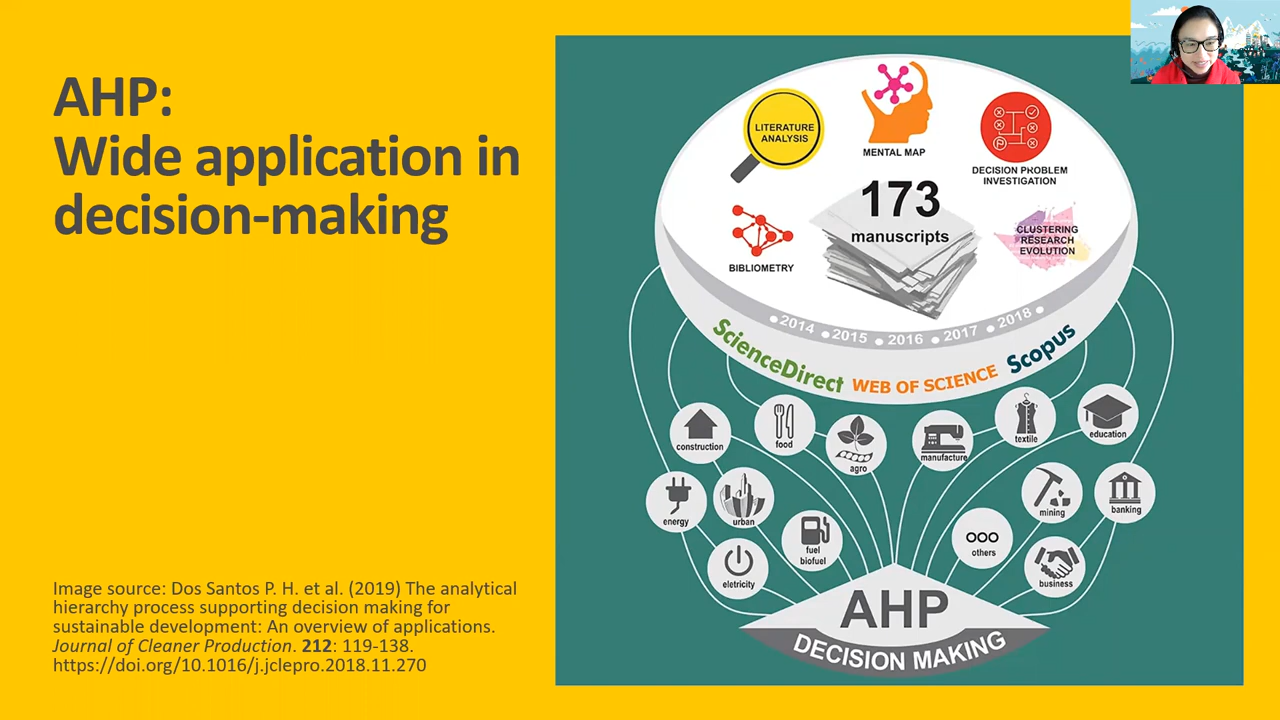 AHP:
Wide application in
decision-making
Image source: Dos Santos P. H. et al. (2019) The analytical
hierarchy process supporting decision making for
sustainable development: An overview of applications.
Journal of Cleaner Production. 212: 119-138.
https://doi.org/10.1016/j.jclepro.2018.11.270
LITERATURE
ANALYSIS
MENTAL MAP
DECISION PROBLEM
INVESTIGATION
173
manuscripts
BIBLIOMETRY
CLUSTERING
RESEARCH
EVOLUTION
2014 2015 2016 2017 2018
ScienceDirect WEB OF SCIENCE Scopus
construction
food
agro
manufacture
textile
education
energy
urban
fuel
biofuel
eletricity
others
mining
banking
business
AHP
DECISION MAKING